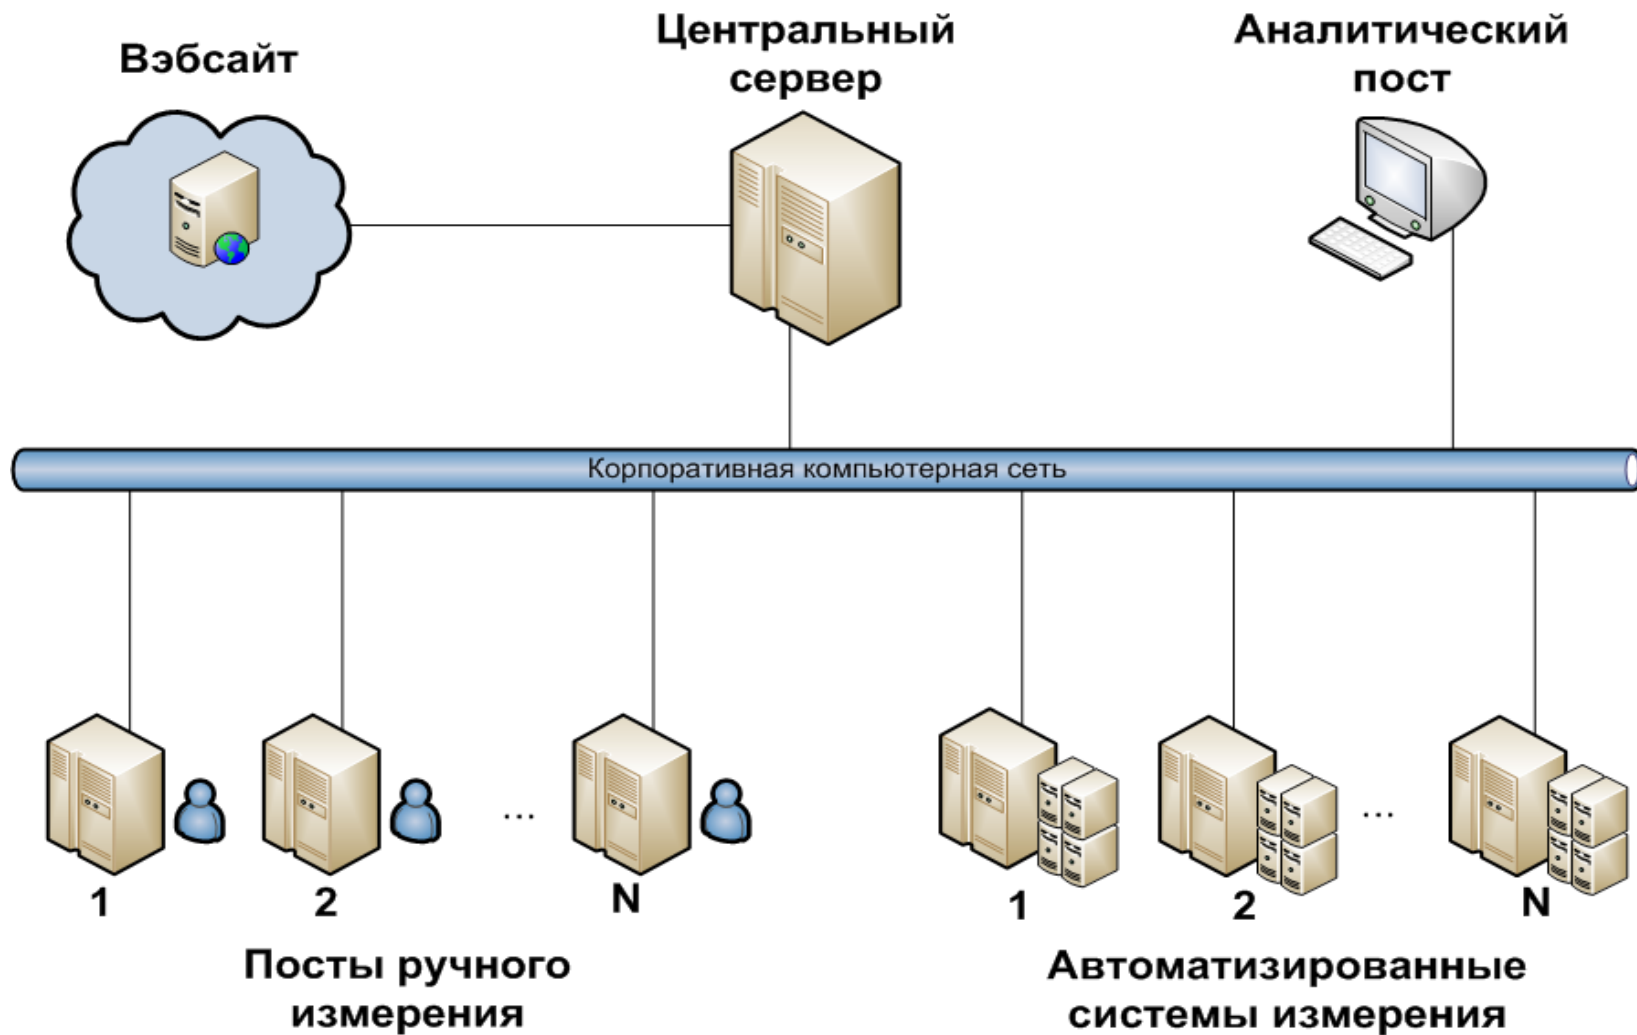 Вэбсайт
Центральный
сервер
Аналитический
пост
Корпоративная компьютерная сеть
...
...
1
2
N
1
2
N
Посты ручного
измерения
Автоматизированные
системы измерения